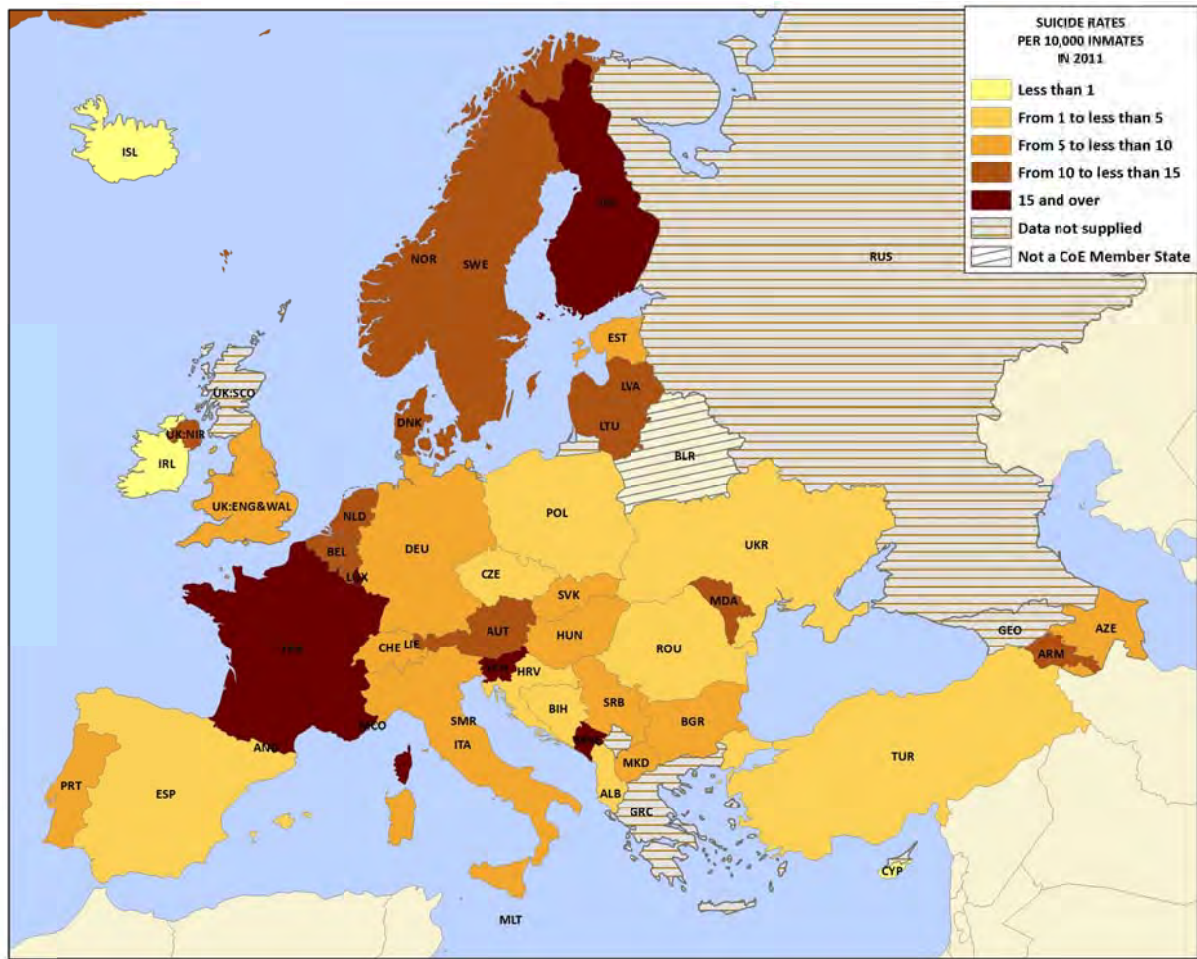 SUICIDE RATES
PER 10,000 INMATES
IN 2011
Less than 1
From 1 to less than 5
From 5 to less than 10
From 10 to less than 15
15 and over
Data not supplied
Not a CoE Member State
ISL
NOR
SWE
RUS
EST
LVA
LTU
BLR
UK:SCO
UK:NIR
IRL
UK:ENG&WAL
DNK
NLD
BEL
LUX
DEU
POL
CZE
UKR
SVK
AUT
HUN
CHE
LIE
MDA
ROU
HRV
BIH
SRB
BGR
MCO
SMR
ITA
MKD
ALB
GRC
AND
PRT
ESP
TUR
GEO
ARM
AZE
CYP
MLT